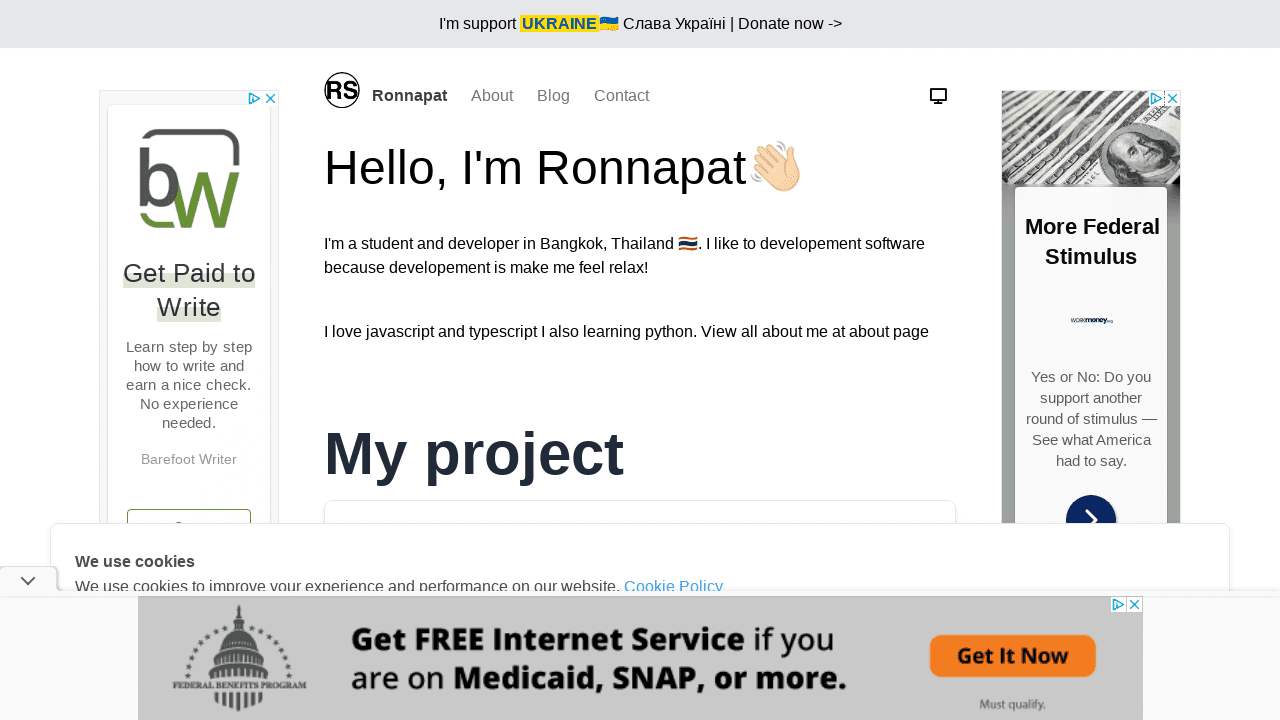 I'm support UKRAINE🇺🇦 Слава Україні | Donate now ->
RS Ronnapat About Blog Contact
Hello, I'm Ronnapat👋🏻
I'm a student and developer in Bangkok, Thailand 🇹🇭. I like to developement software
because developement is make me feel relax!
I love javascript and typescript I also learning python. View all about me at about page
My project
bW
Get Paid to
Write
Learn step by step
how to write and
earn a nice check.
No experience
needed.
Barefoot Writer
More Federal
Stimulus
WORKMONEY.org
Yes or No: Do you
support another
round of stimulus —
See what America
had to say.
We use cookies
We use cookies to improve your experience and performance on our website. Cookie Policy
FEDERAL BENEFITS PROGRAM
Get FREE Internet Service if you
are on Medicaid, SNAP, or more.
Get It Now
Must qualify.